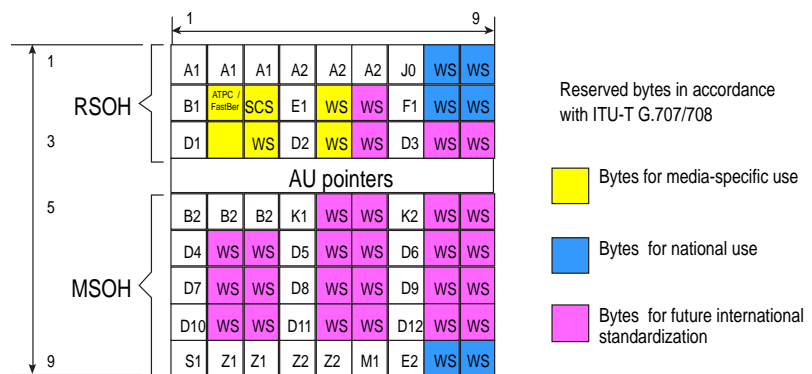 1 9
1 A1 A1 A1 A2 A2 A2 J0 WS WS
RSOH B1 ATPC / FastBer SCS E1 WS WS F1 WS WS
3 D1 WS D2 WS WS D3 WS WS
AU pointers
5 B2 B2 B2 K1 WS WS K2 WS WS
D4 WS WS D5 WS WS D6 WS WS
MSOH D7 WS WS D8 WS WS D9 WS WS
D10 WS WS D11 WS WS D12 WS WS
9 S1 Z1 Z1 Z2 Z2 M1 E2 WS WS
Reserved bytes in accordance
with ITU-T G.707/708
Bytes for media-specific use
Bytes for national use
Bytes for future international
standardization